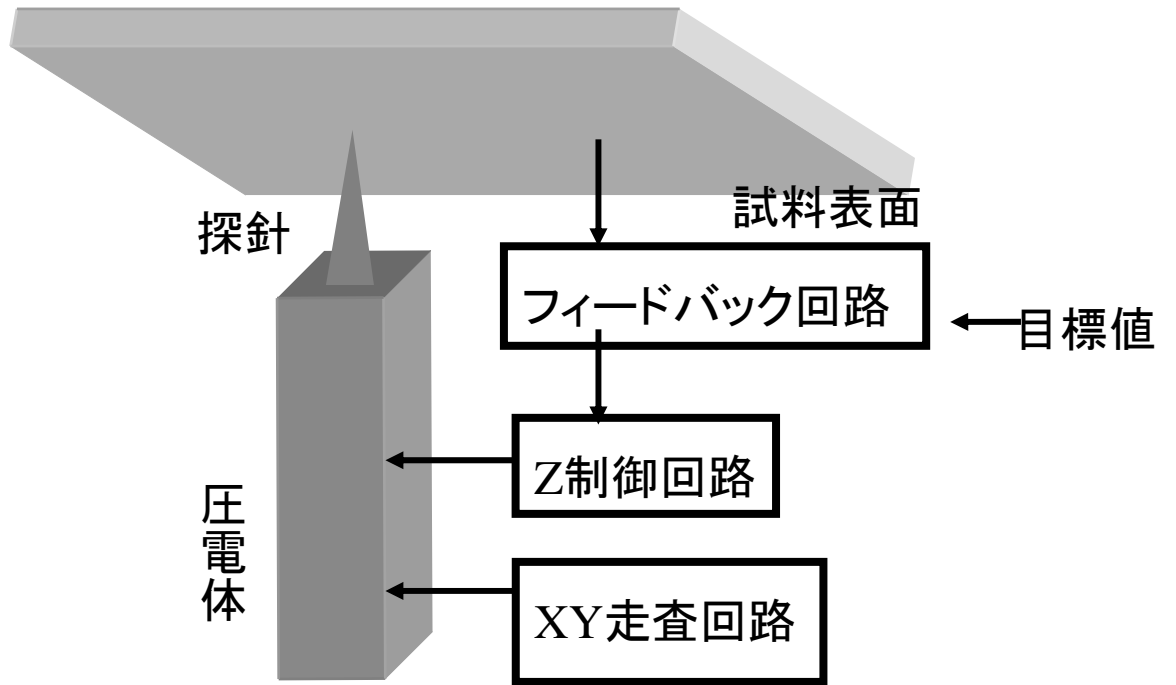 試料表面
探針
フィードバック回路
目標値
Z制御回路
圧電体
XY走査回路